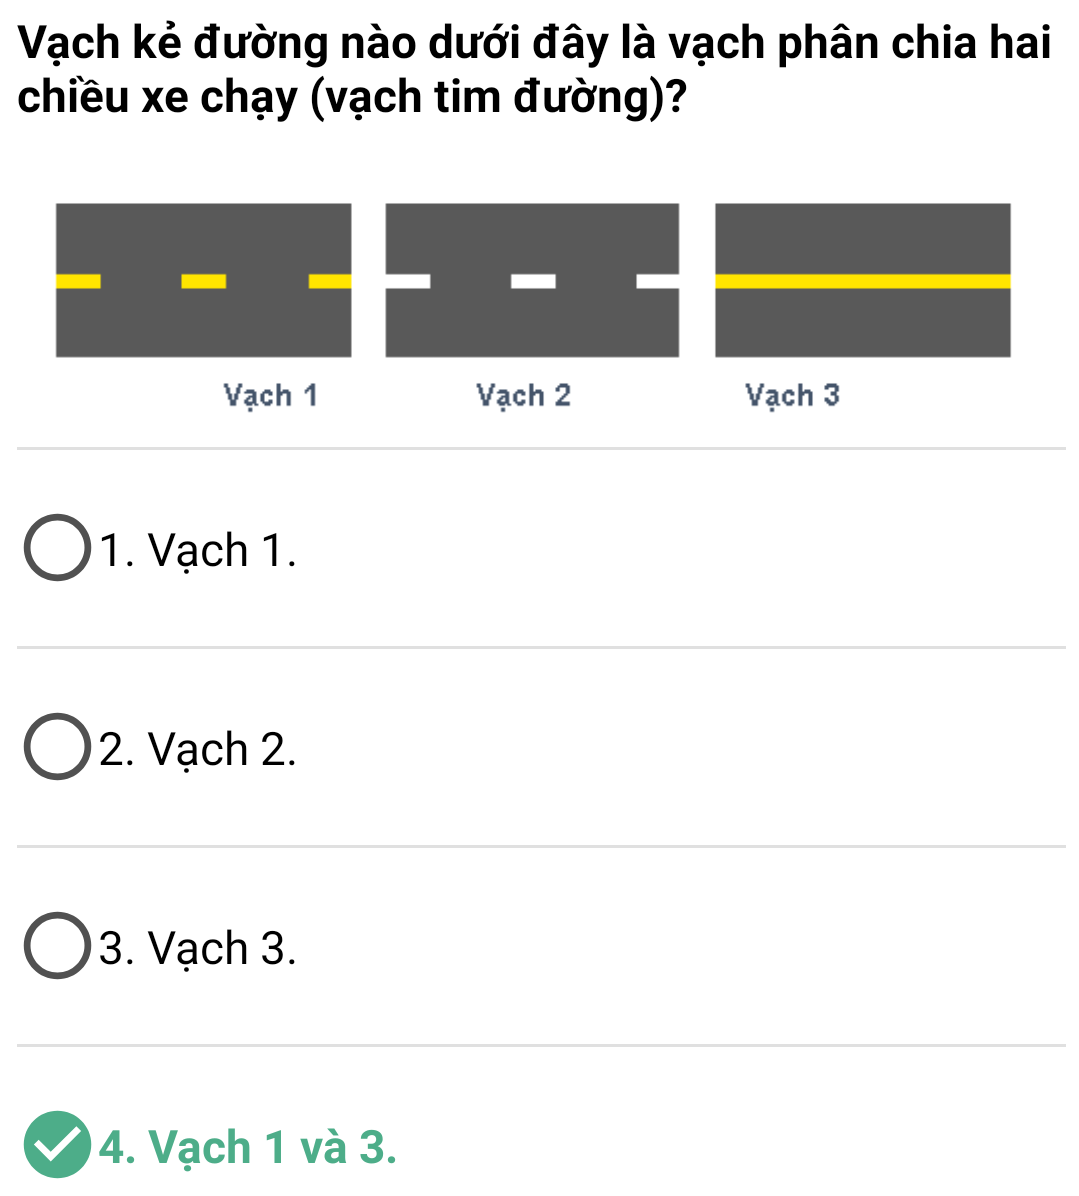 Vạch kẻ đường nào dưới đây là vạch phân chia hai
chiều xe chạy (vạch tim đường)?
Vạch 1
Vạch 2
Vạch 3
1. Vạch 1.
2. Vạch 2.
3. Vạch 3.
4. Vạch 1 và 3.